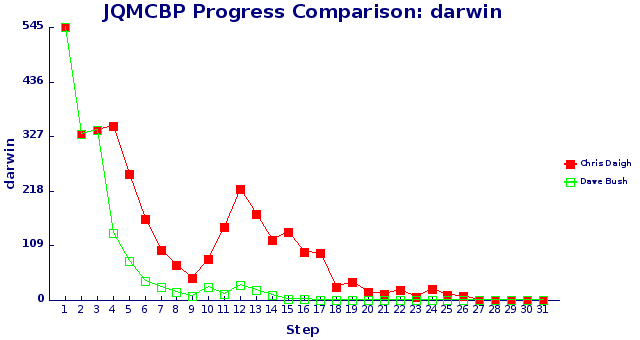 JQMCBP Progress Comparison: darwin
545
436
327
218
109
0
darwin
1 2 3 4 5 6 7 8 9 10 11 12 13 14 15 16 17 18 19 20 21 22 23 24 25 26 27 28 29 30 31
Step
Chris Daigh
Dave Bush